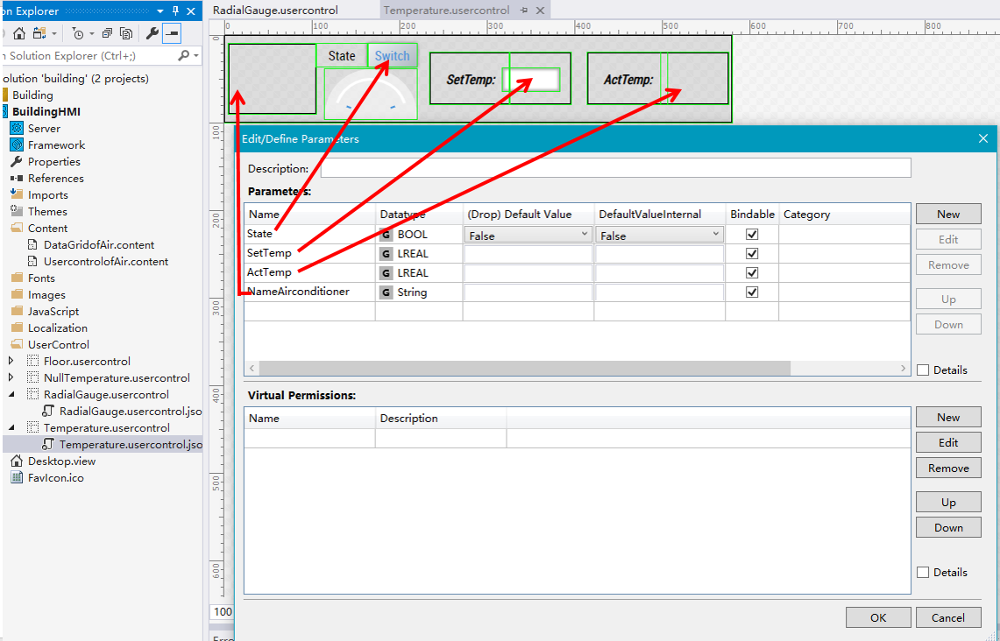 on Explorer
RadialGauge.usercontrol
Temperature.usercontrol
Solution Explorer (Ctrl+;)
olution 'building' (2 projects)
Building
BuildingHMI
Server
Framework
Properties
References
Imports
Themes
Content
DataGridofAir.content
UsercontrolofAir.content
Fonts
Images
JavaScript
Localization
UserControl
Floor.usercontrol
NullTemperature.usercontrol
RadialGauge.usercontrol
RadialGauge.usercontrol.jso
Temperature.usercontrol
Temperature.usercontrol.jso
Desktop.view
FavIcon.ico
0 100 200 300 400 500 600 700 800
0
100
200
300
400
500
600
State
Switch
SetTemp:
ActTemp:
Edit/Define Parameters
Description:
Parameters:
Name Datatype (Drop) Default Value DefaultValueInternal Bindable Category
State G BOOL False False
SetTemp G LREAL
ActTemp G LREAL
NameAirconditioner G String
New
Edit
Remove
Up
Down
Details
Virtual Permissions:
Name Description
New
Edit
Remove
Up
Down
Details
100
OK Cancel
Erro